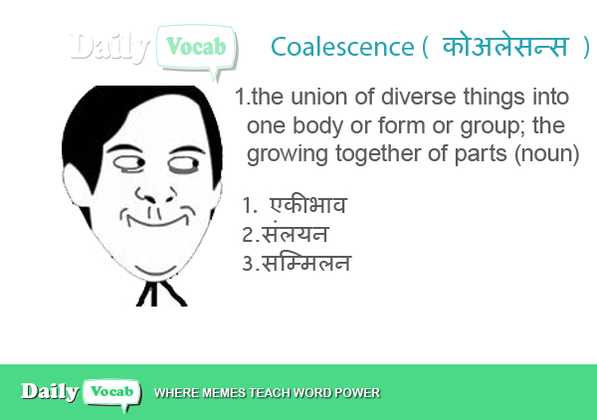 Daily Vocab
Coalescence ( कोअलेसन्स )
1.the union of diverse things into
one body or form or group; the
growing together of parts (noun)
1. एकीभाव
2.संलयन
3.सम्मिलन
Daily Vocab WHERE MEMES TEACH WORD POWER